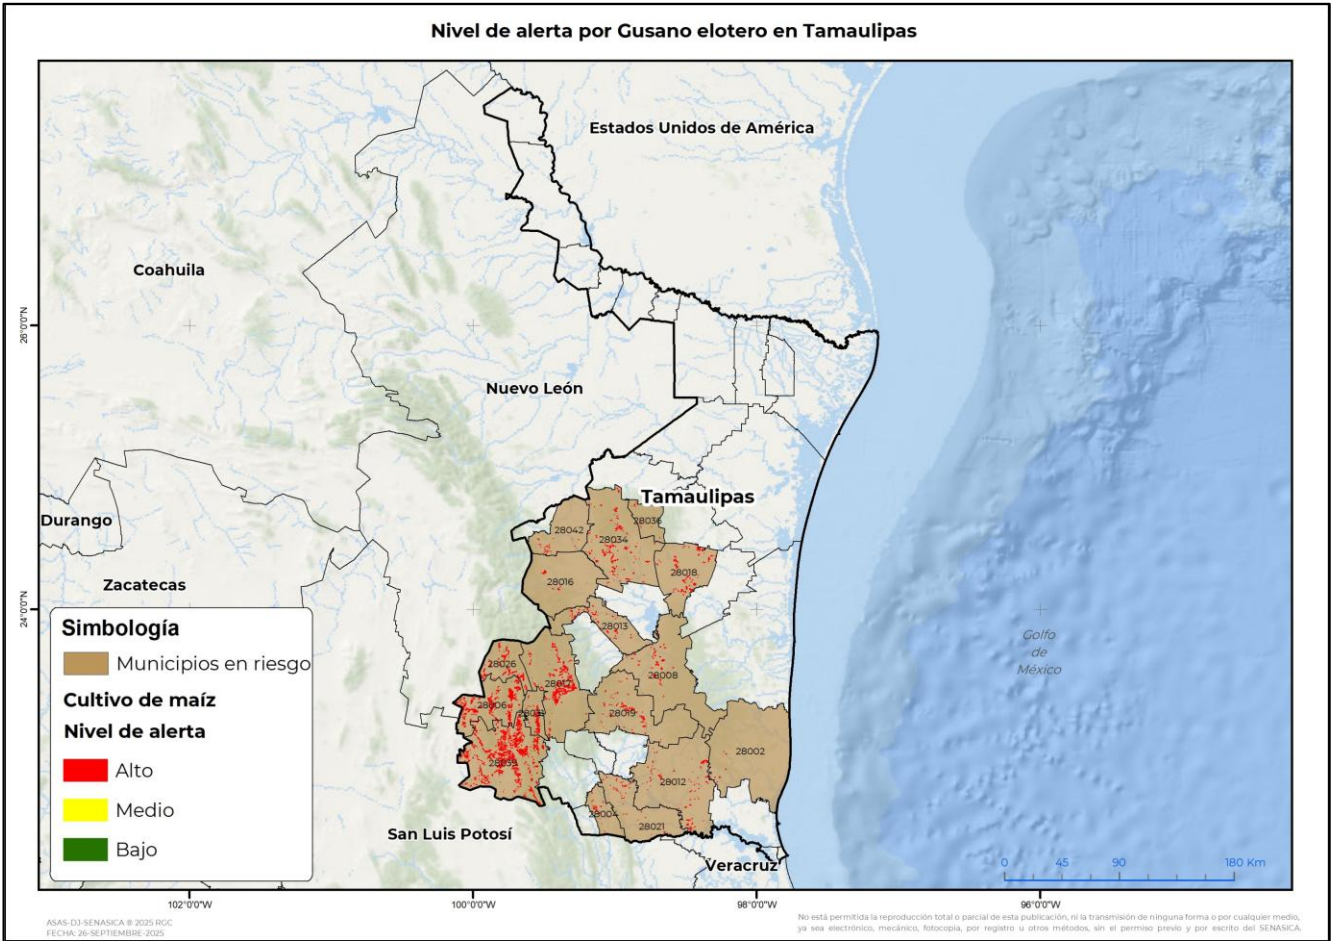 Nivel de alerta por Gusano elotero en Tamaulipas
Estados Unidos de América
Coahuila
26°0'0"N
Nuevo León
Tamaulipas
Durango
28036
28042
28034
28018
28016
Zacatecas
24°0'0"N
28013
Golfo
de
México
28026
28008
28017
28006
28019
28002
28039
28012
28004
28021
San Luis Potosí
Veracruz
Simbología
Municipios en riesgo
Cultivo de maíz
Nivel de alerta
Alto
Medio
Bajo
0 45 90 180 Km
102°0'0"W 100°0'0"W 98°0'0"W 96°0'0"W
ASAS-DJ-SENASICA ® 2025 RGC
FECHA: 26-SEPTIEMBRE-2025
No está permitida la reproducción total o parcial de esta publicación, ni la transmisión de ninguna forma o por cualquier medio,
ya sea electrónico, mecánico, fotocopia, por registro u otros métodos, sin el permiso previo y por escrito del SENASICA.